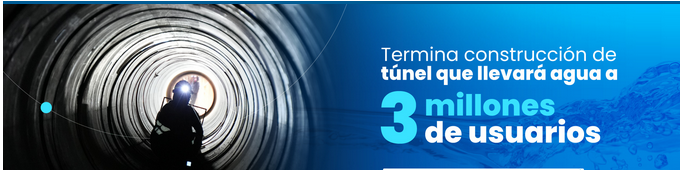 Termina construcción de
túnel que llevará agua a
3 millones
de usuarios